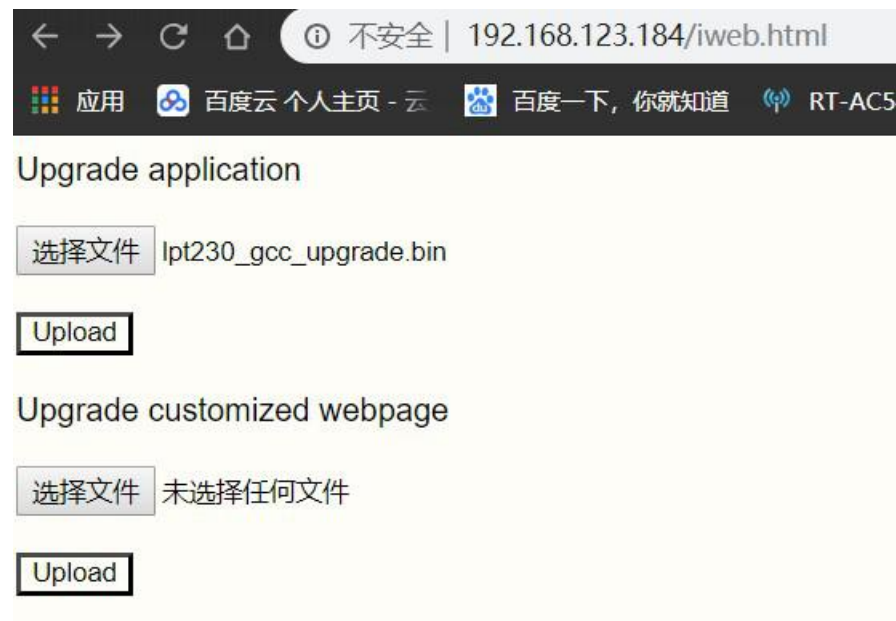 不安全 | 192.168.123.184/iweb.html
应用 百度云 个人主页 - 云 百度一下，你就知道 RT-AC5
Upgrade application
选择文件 lpt230_gcc_upgrade.bin
Upload
Upgrade customized webpage
选择文件 未选择任何文件
Upload